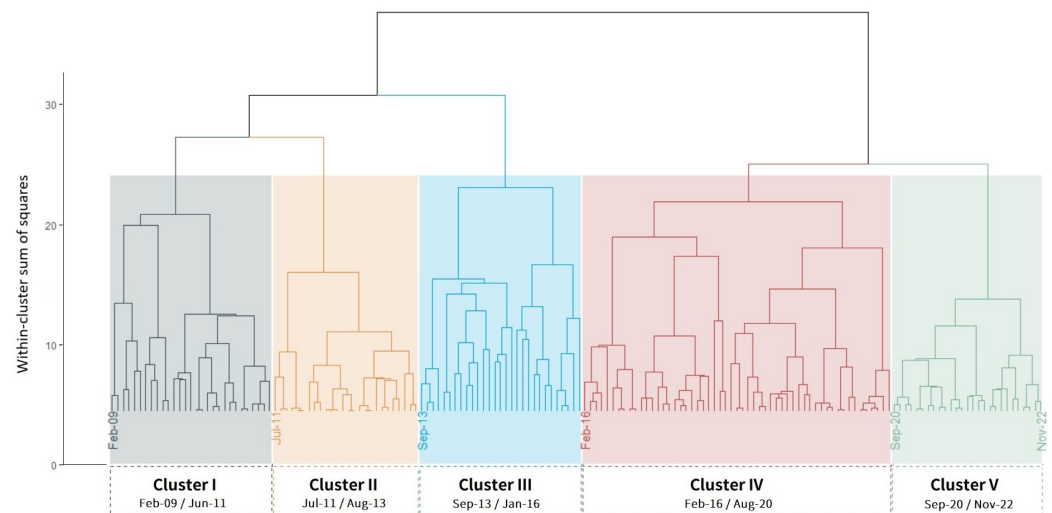 Within-cluster sum of squares
30
20
10
0
Feb-09
Jul-11
Sep-13
Feb-16
Sep-20
Nov-22
Cluster I
Feb-09 / Jun-11
Cluster II
Jul-11 / Aug-13
Cluster III
Sep-13 / Jan-16
Cluster IV
Feb-16 / Aug-20
Cluster V
Sep-20 / Nov-22